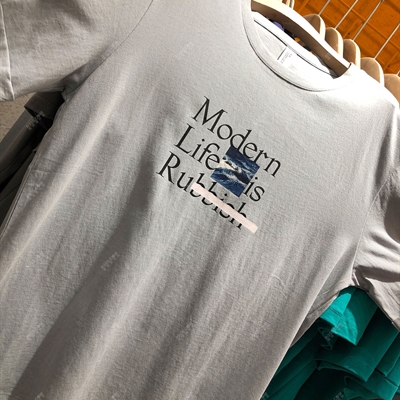 Modern
Life is
Rubbish